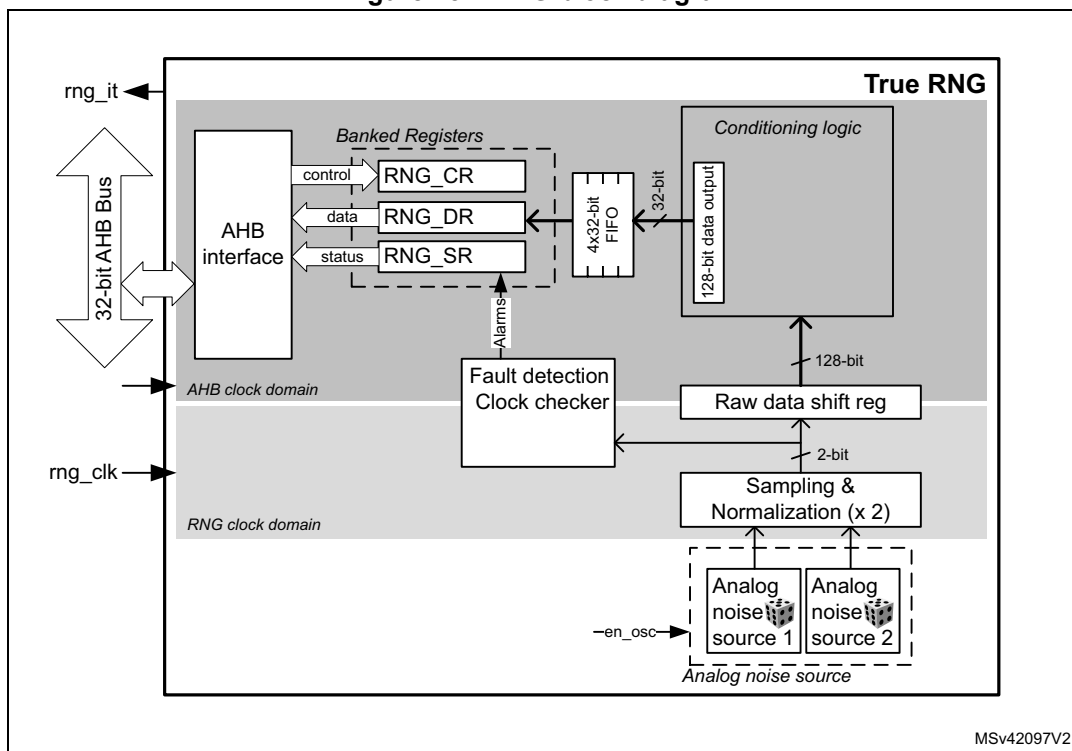 True RNG
rng_it
Banked Registers
Conditioning logic
control
RNG_CR
32-bit AHB Bus
AHB
interface
data
RNG_DR
4x32-bit
FIFO
32-bit
128-bit data output
status
RNG_SR
Alarms
AHB clock domain
Fault detection
Clock checker
128-bit
Raw data shift reg
rng_clk
2-bit
Sampling &
Normalization (x 2)
RNG clock domain
Analog
noise
source 1
Analog
noise
source 2
en_osc
Analog noise source
MSv42097V2